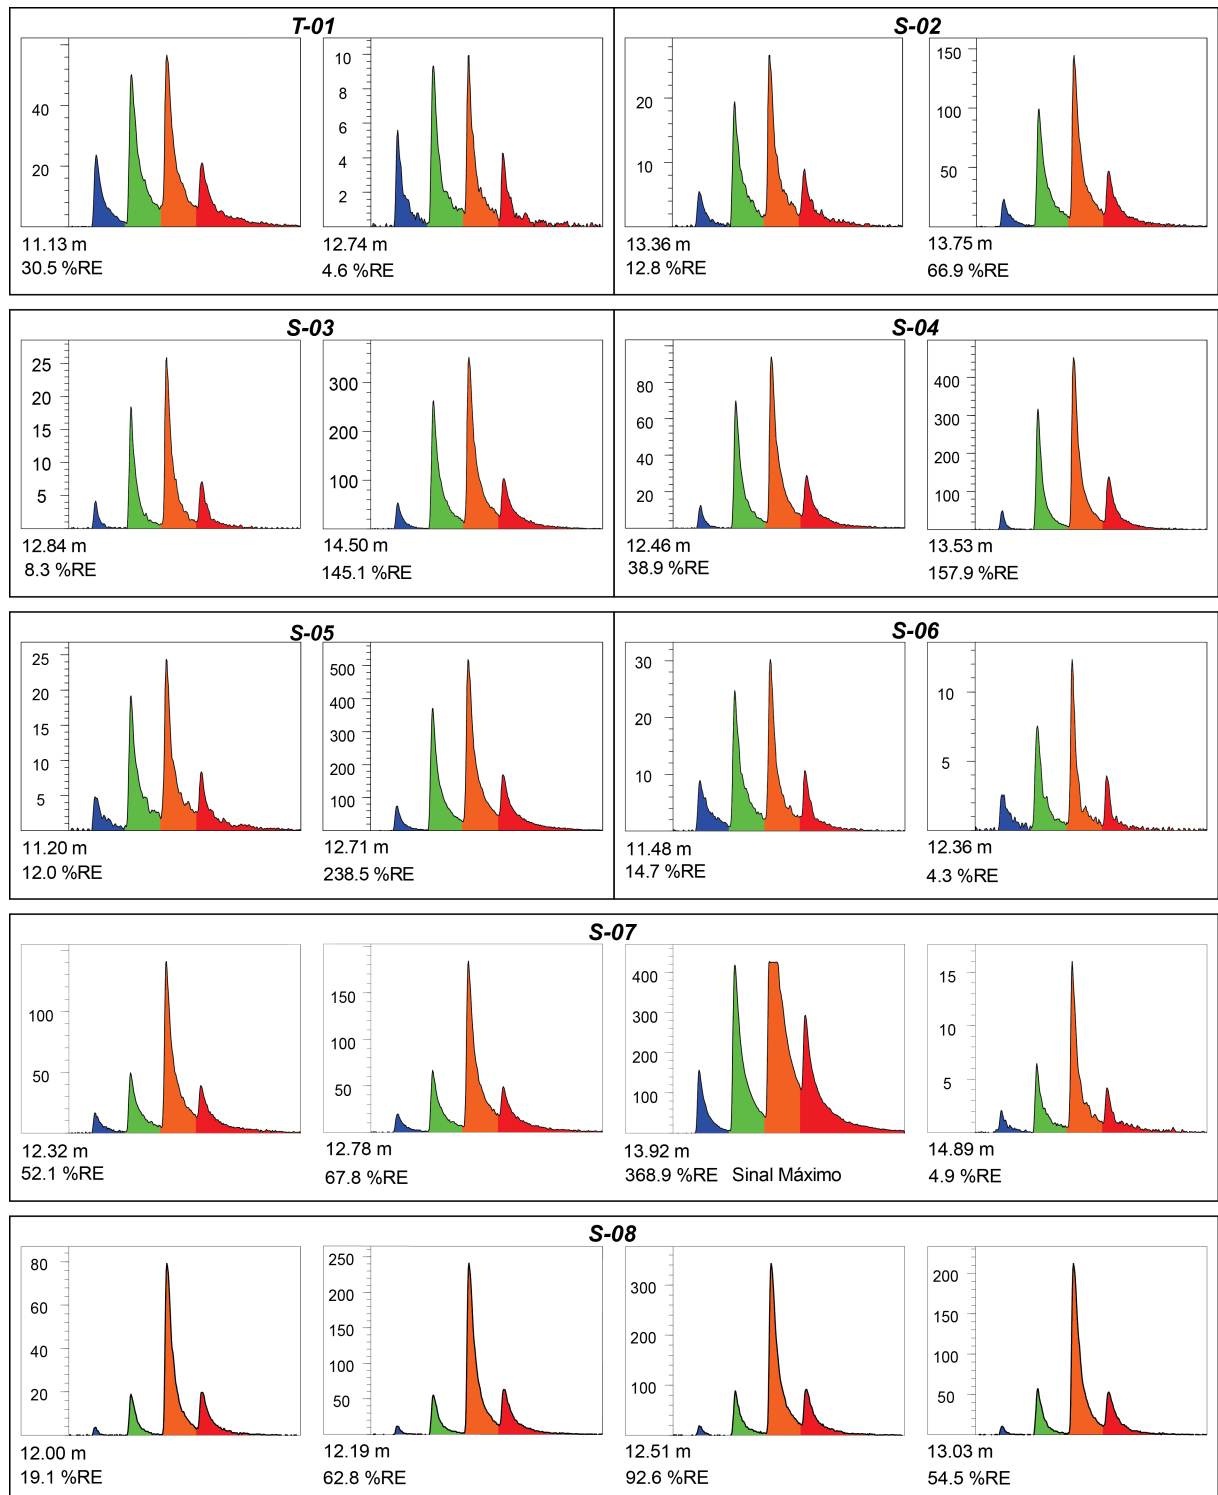 T-01
40
20
11.13 m
30.5 %RE
10
8
6
4
2
12.74 m
4.6 %RE
S-02
20
10
13.36 m
12.8 %RE
150
100
50
13.75 m
66.9 %RE
S-03
25
20
15
10
5
12.84 m
8.3 %RE
300
200
100
14.50 m
145.1 %RE
S-04
80
60
40
20
12.46 m
38.9 %RE
400
300
200
100
13.53 m
157.9 %RE
S-05
25
20
15
10
5
11.20 m
12.0 %RE
500
400
300
200
100
12.71 m
238.5 %RE
S-06
30
20
10
11.48 m
14.7 %RE
10
5
12.36 m
4.3 %RE
S-07
100
50
12.32 m
52.1 %RE
150
100
50
12.78 m
67.8 %RE
400
300
200
100
13.92 m
368.9 %RE Sinal Máximo
15
10
5
14.89 m
4.9 %RE
S-08
80
60
40
20
12.00 m
19.1 %RE
250
200
150
100
50
12.19 m
62.8 %RE
300
200
100
12.51 m
92.6 %RE
200
150
100
50
13.03 m
54.5 %RE